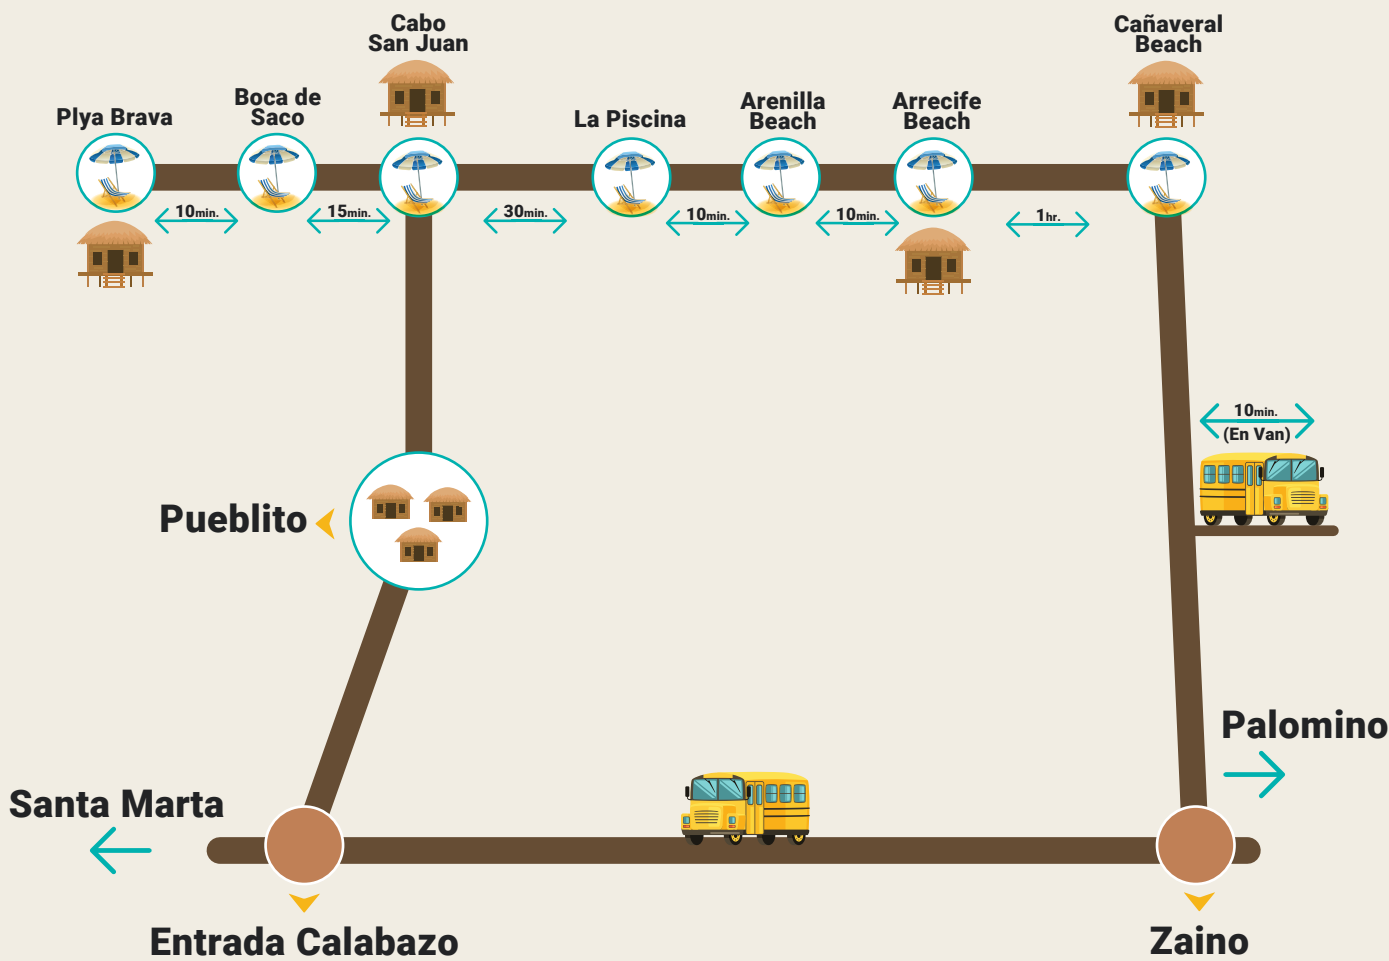 Cabo
San Juan
Cañaveral
Beach
Plya Brava
Boca de
Saco
La Piscina
Arenilla
Beach
Arrecife
Beach
10min.
15min.
30min.
10min.
10min.
1hr.
10min.
(En Van)
Pueblito
Palomino
Santa Marta
Entrada Calabazo
Zaino